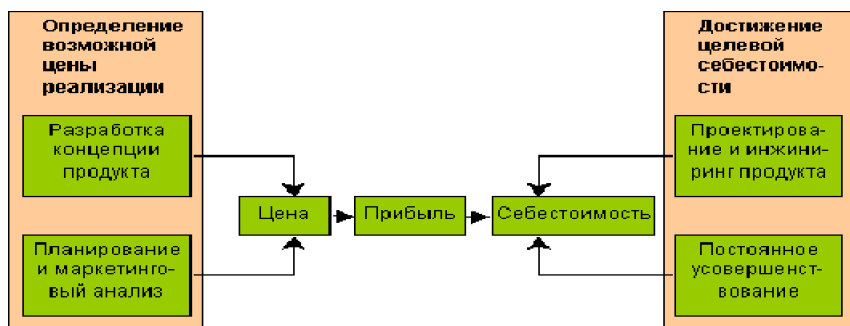 Определение
возможной
цены
реализации
Разработка
концепции
продукта
Планирование
и маркетинго-
вый анализ
Цена
Прибыль
Себестоимость
Достижение
целевой
себестоимо-
сти
Проектирова-
ние и инжини-
ринг продукта
Постоянное
усовершенст-
вование